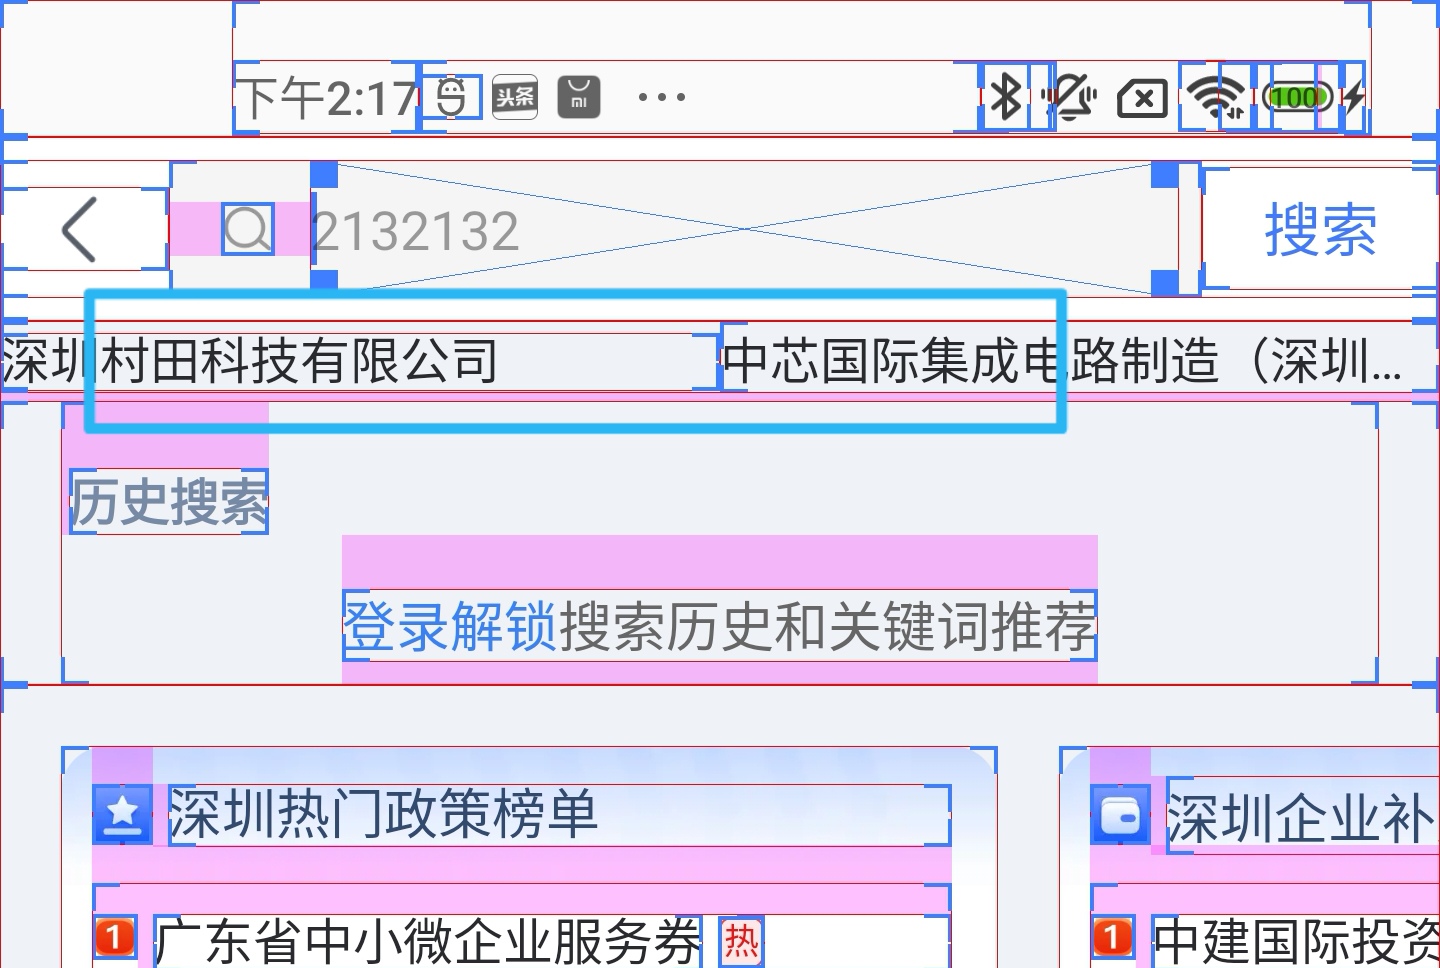 下午2:17 头条 mi ... 100
2132132 搜索
深圳村田科技有限公司 中芯国际集成电路制造（深圳...
历史搜索
登录解锁搜索历史和关键词推荐
深圳热门政策榜单 深圳企业补
1 广东省中小微企业服务券 热 1 中建国际投资